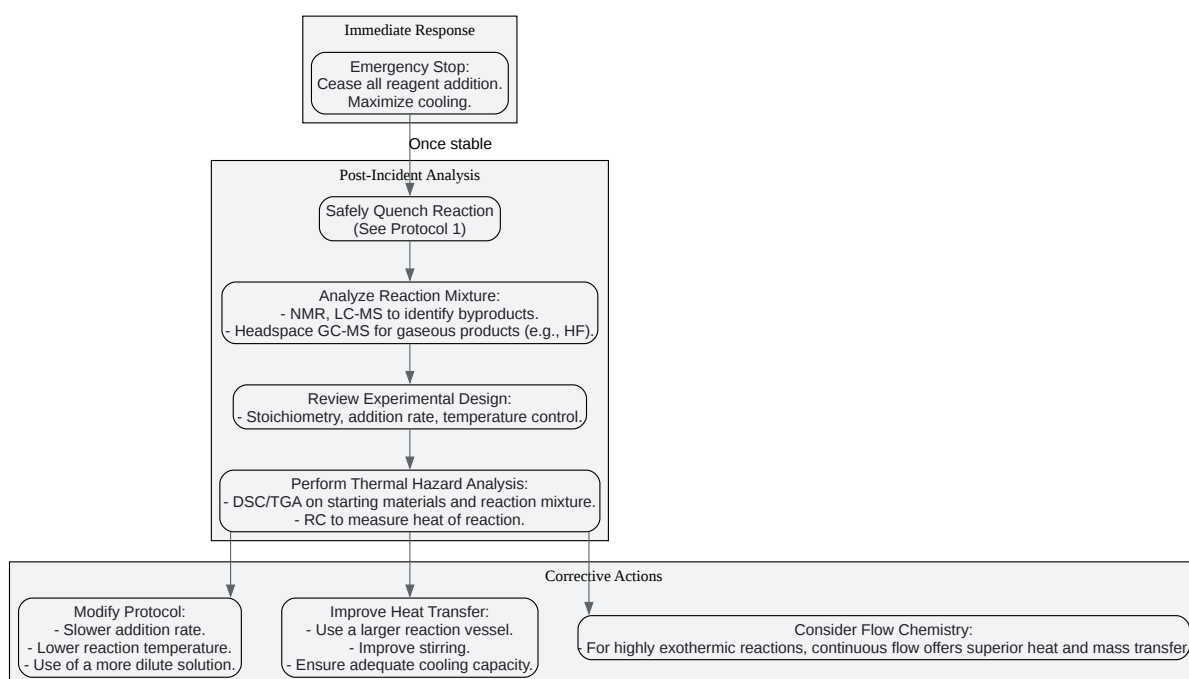 Immediate Response
Emergency Stop:
Cease all reagent addition.
Maximize cooling.
Once stable
Post-Incident Analysis
Safely Quench Reaction
(See Protocol 1)
Analyze Reaction Mixture:
- NMR, LC-MS to identify byproducts.
- Headspace GC-MS for gaseous products (e.g., HF).
Review Experimental Design:
- Stoichiometry, addition rate, temperature control.
Perform Thermal Hazard Analysis:
- DSC/TGA on starting materials and reaction mixture.
- RC to measure heat of reaction.
Corrective Actions
Modify Protocol:
- Slower addition rate.
- Lower reaction temperature.
- Use of a more dilute solution.
Improve Heat Transfer:
- Use a larger reaction vessel.
- Improve stirring.
- Ensure adequate cooling capacity.
Consider Flow Chemistry:
- For highly exothermic reactions, continuous flow offers superior heat and mass transfer.